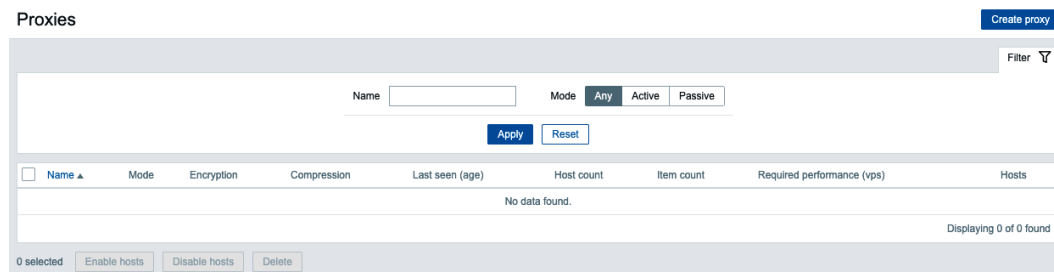 Proxies
Create proxy
Filter
Name Mode Any Active Passive
Apply Reset
Name ▲ Mode Encryption Compression Last seen (age) Host count Item count Required performance (vps) Hosts
No data found.
Displaying 0 of 0 found
0 selected Enable hosts Disable hosts Delete